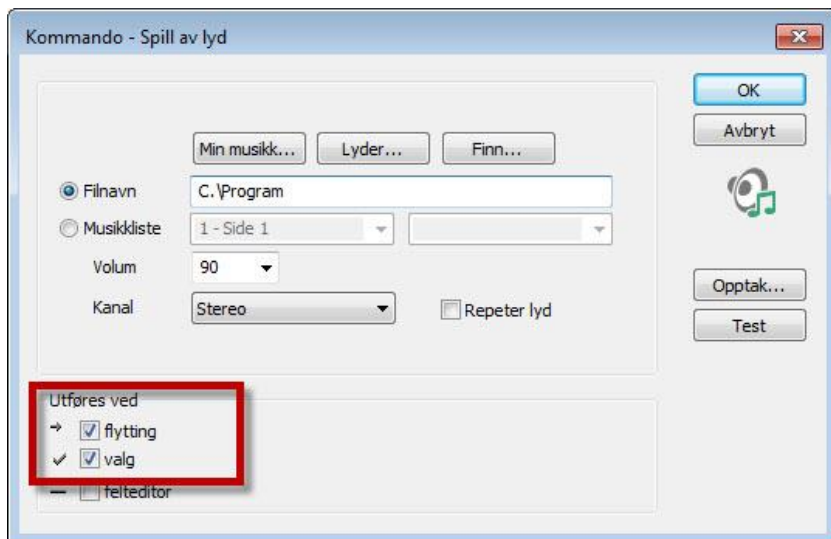 Kommando - Spill av lyd
OK
Avbryt
Min musikk... Lyder... Finn...
Filnavn C.\Program
Musikkliste 1 - Side 1
Volum 90
Kanal Stereo Repeter lyd
Opptak...
Test
Utføres ved
flytting
valg
felteditor